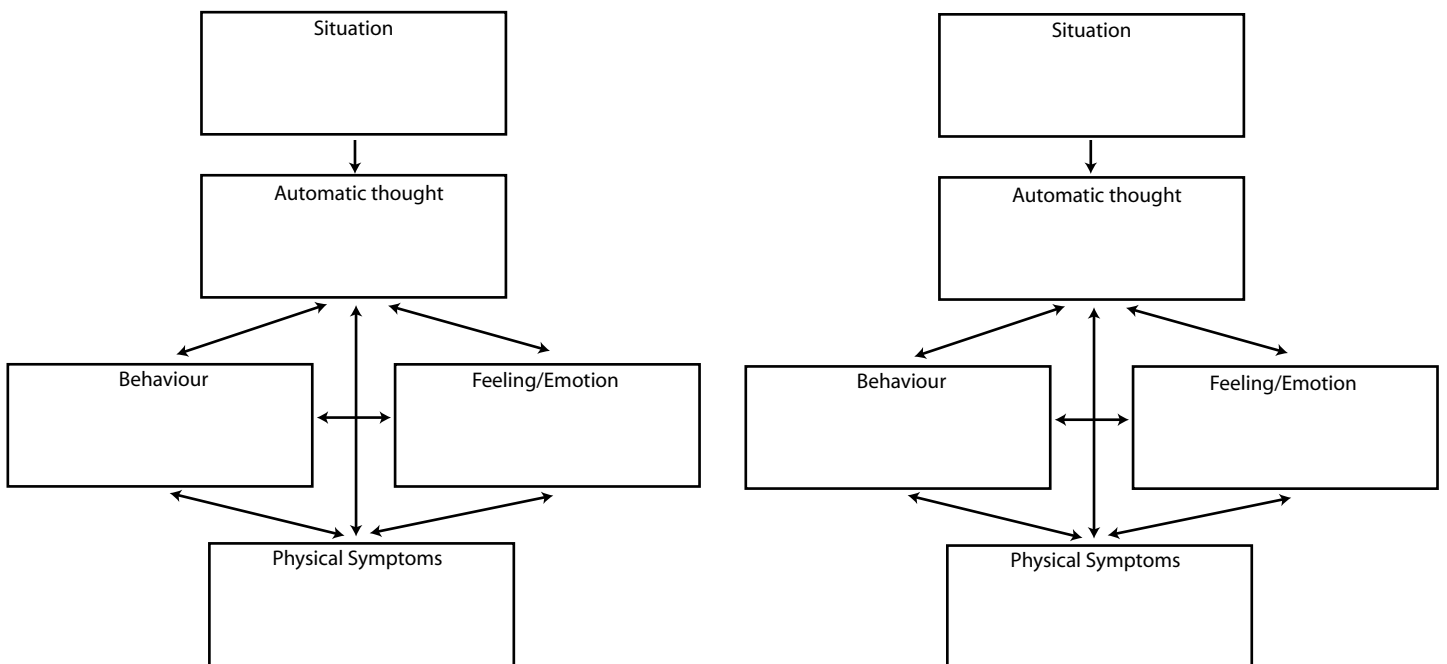 Situation
Automatic thought
Behaviour
Feeling/Emotion
Physical Symptoms
Situation
Automatic thought
Behaviour
Feeling/Emotion
Physical Symptoms